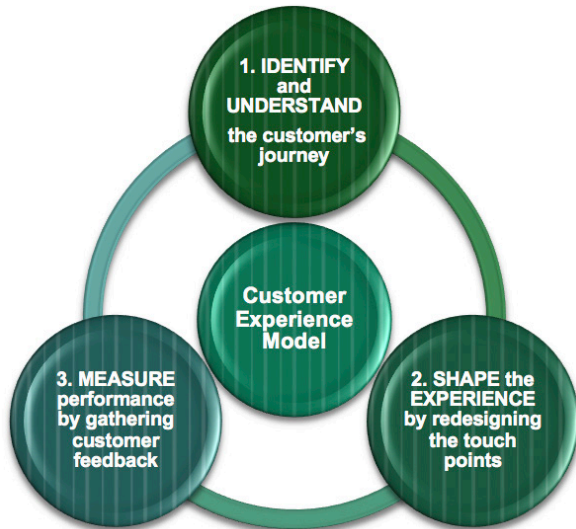 1. IDENTIFY
and
UNDERSTAND
the customer's
journey
Customer
Experience
Model
3. MEASURE
performance
by gathering
customer
feedback
2. SHAPE the
EXPERIENCE
by redesigning
the touch
points